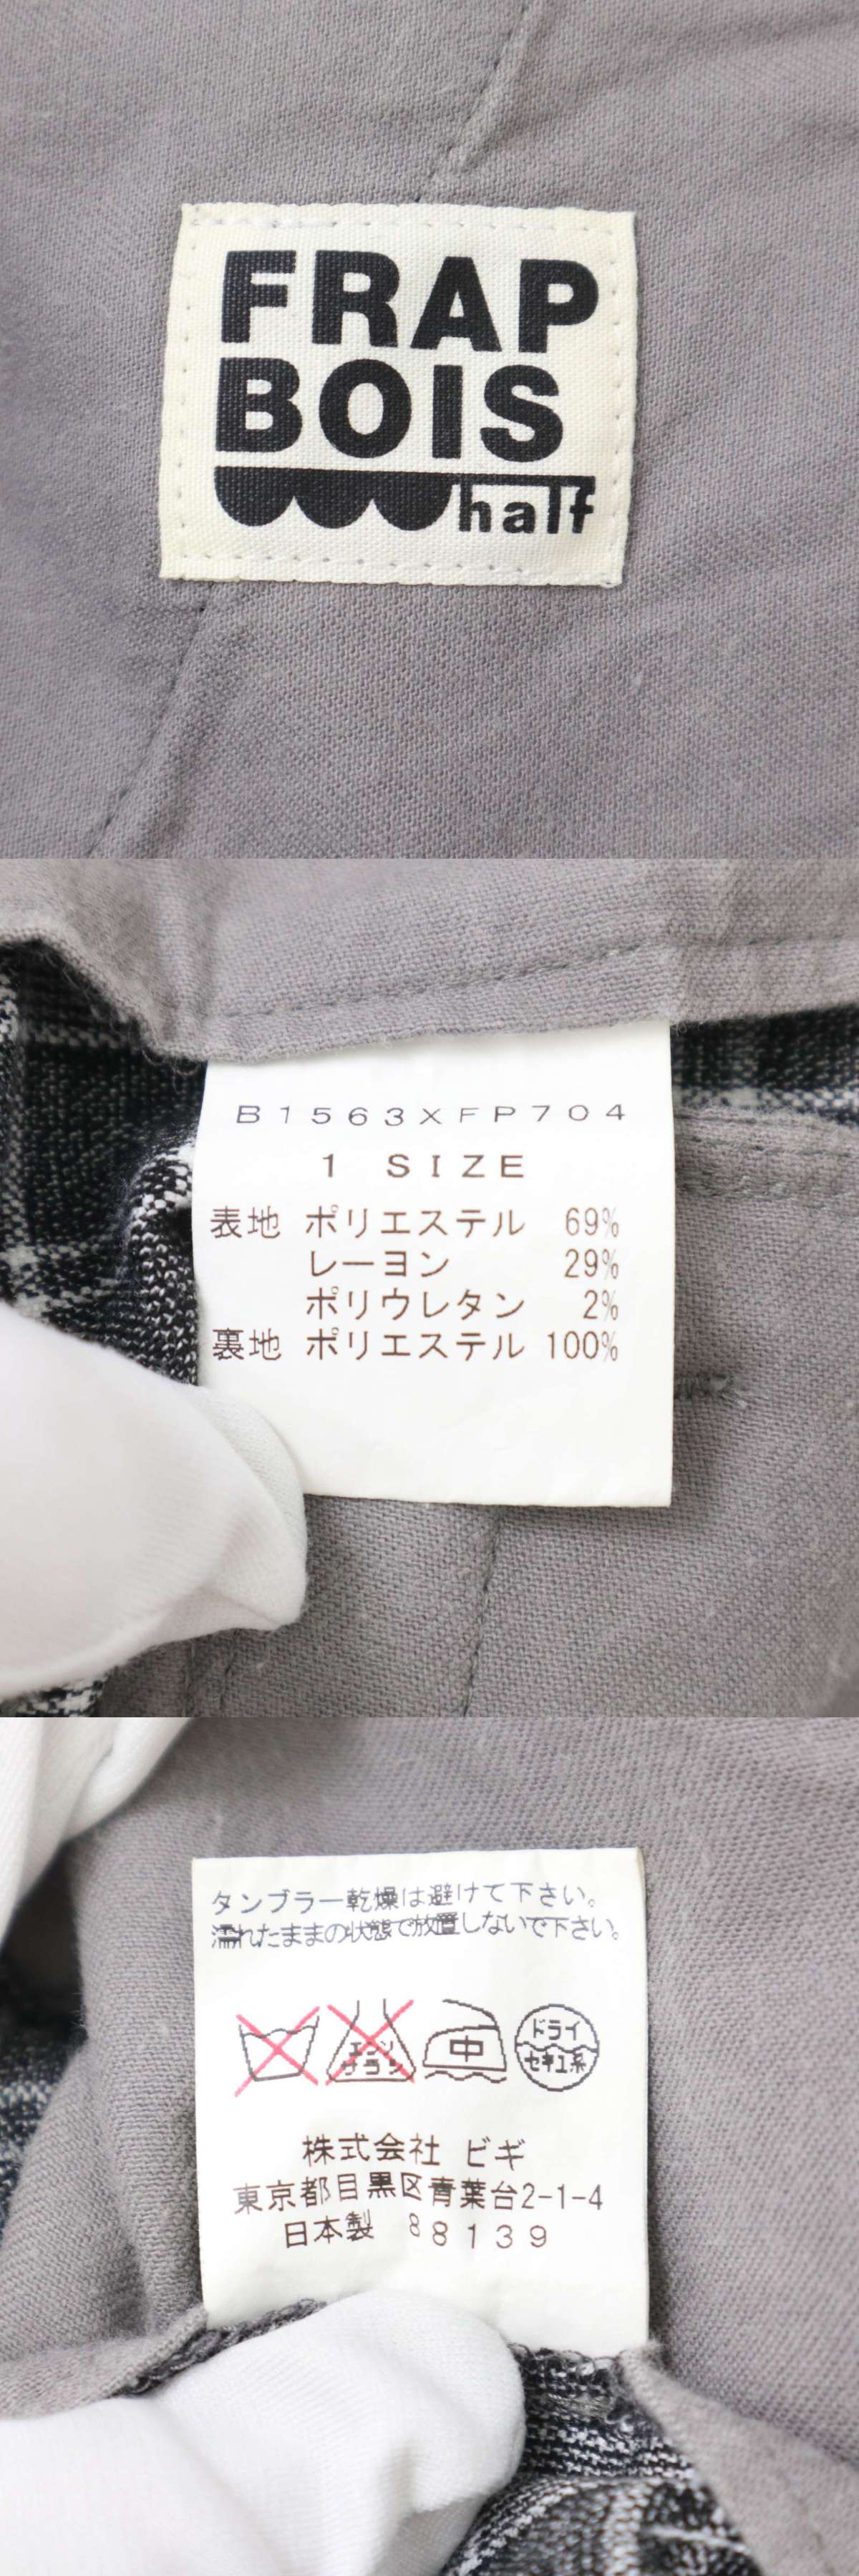 FRAP
BOIS
half
B1563XFP704
1 SIZE
表地 ポリエステル 69%
レーヨン 29%
ポリウレタン 2%
裏地 ポリエステル 100%
タンブラー乾燥は避けて下さい。
濡れたままの状態で放置しないで下さい。
エンソ
サラシ
中
ドライ
セキユ系
株式会社 ビギ
東京都目黒区青葉台2-1-4
日本製 88139